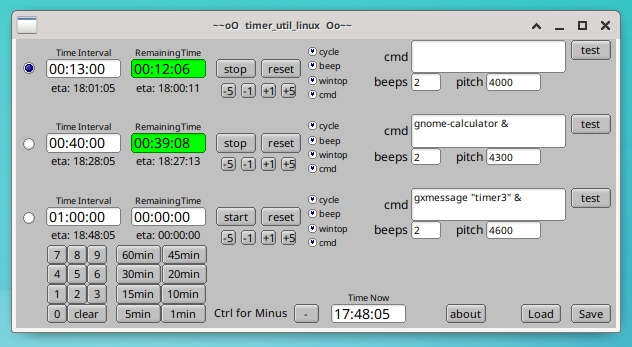 ~~oO timer_util_linux Oo~~
Time Interval RemainingTime
00:13:00 00:12:06 stop reset
eta: 18:01:05 eta: 18:00:11 -5 -1 +1 +5
cycle
beep
wintop
cmd
cmd test
beeps 2 pitch 4000
Time Interval RemainingTime
00:40:00 00:39:08 stop reset
eta: 18:28:05 eta: 18:27:13 -5 -1 +1 +5
cycle
beep
wintop
cmd
cmd gnome-calculator & test
beeps 2 pitch 4300
Time Interval RemainingTime
01:00:00 00:00:00 start reset
eta: 18:48:05 eta: 00:00:00 -5 -1 +1 +5
cycle
beep
wintop
cmd
cmd gxmessage "timer3" & test
beeps 2 pitch 4600
7 8 9 60min 45min
4 5 6 30min 20min
1 2 3 15min 10min
0 clear 5min 1min
Ctrl for Minus -
Time Now
17:48:05
about Load Save